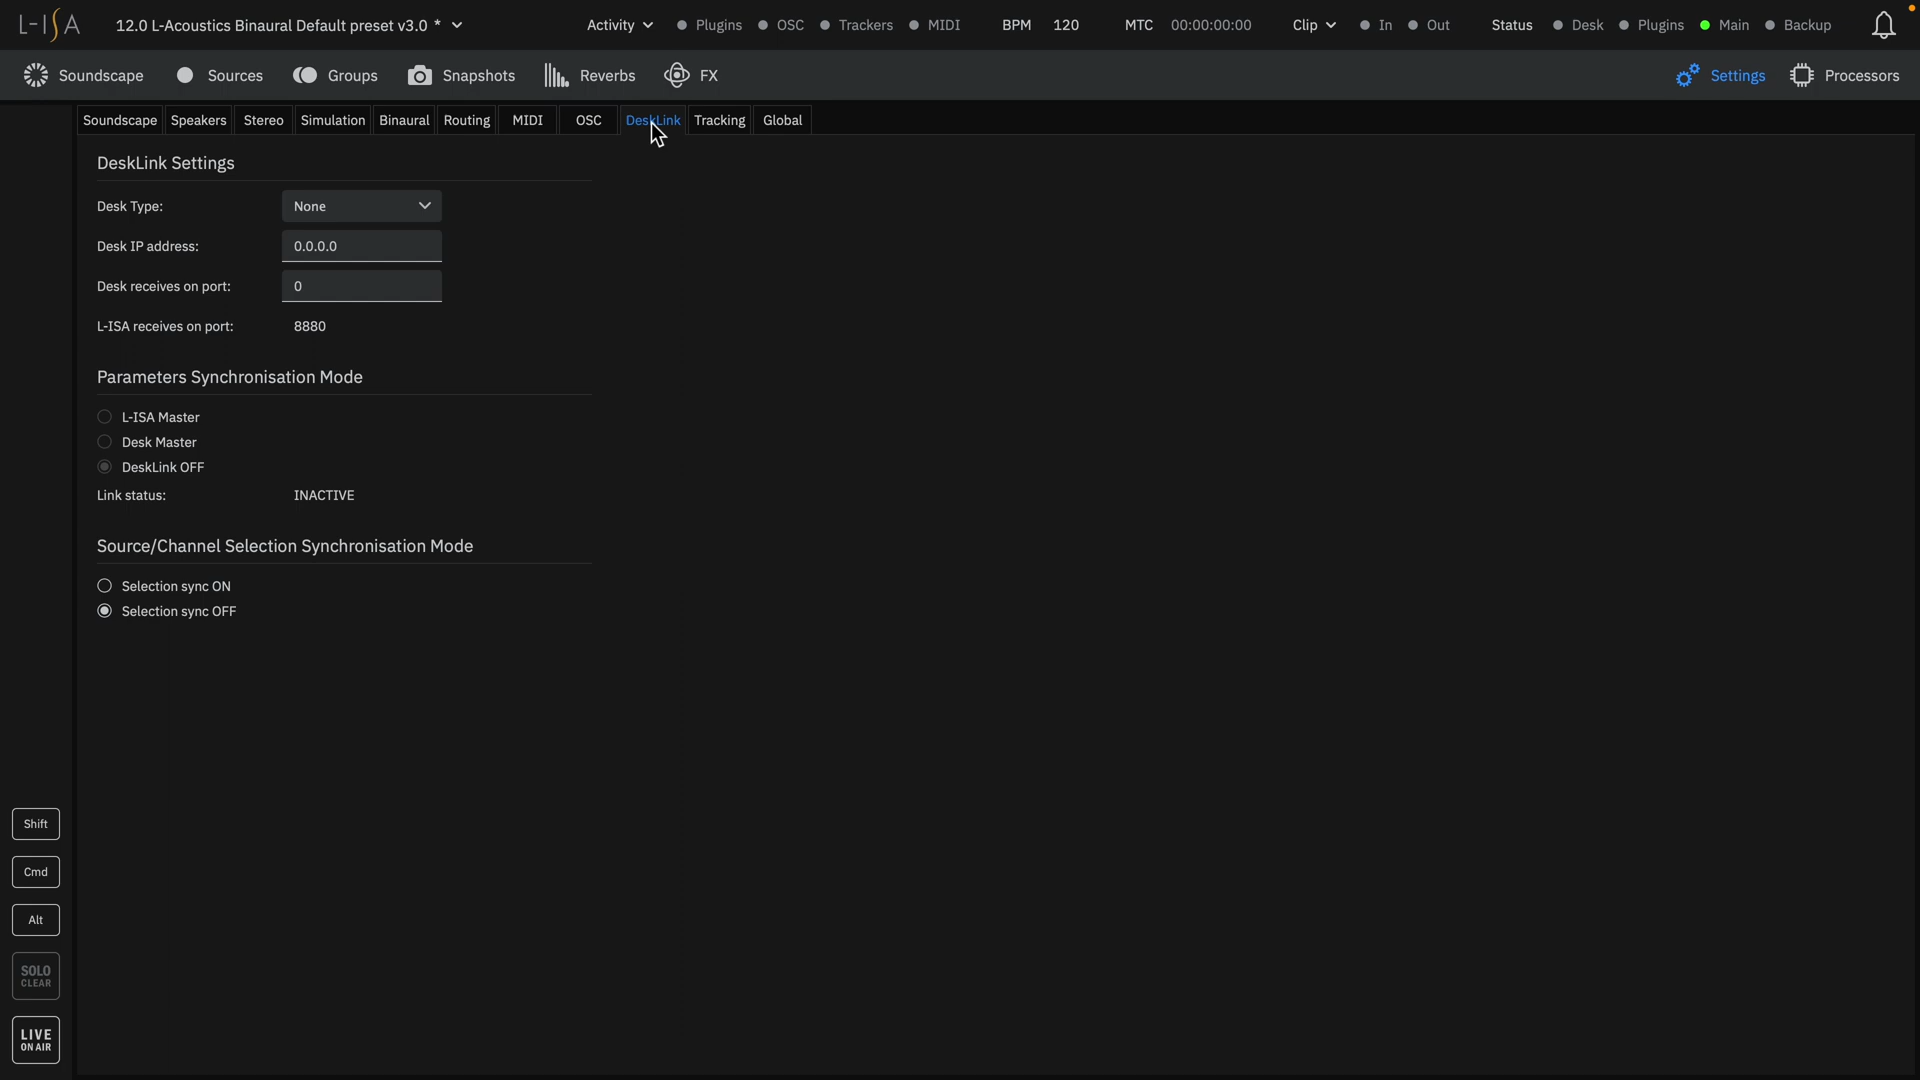 L-ISA 12.0 L-Acoustics Binaural Default preset v3.0 * Activity Plugins OSC Trackers MIDI BPM 120 MTC 00:00:00:00 Clip In Out Status Desk Plugins Main Backup
Soundscape Sources Groups Snapshots Reverbs FX Settings Processors
Soundscape Speakers Stereo Simulation Binaural Routing MIDI OSC DeskLink Tracking Global
DeskLink Settings
Desk Type: None
Desk IP address: 0.0.0.0
Desk receives on port: 0
L-ISA receives on port: 8880
Parameters Synchronisation Mode
L-ISA Master
Desk Master
DeskLink OFF
Link status: INACTIVE
Source/Channel Selection Synchronisation Mode
Selection sync ON
Selection sync OFF
Shift
Cmd
Alt
SOLO
CLEAR
LIVE
ON AIR